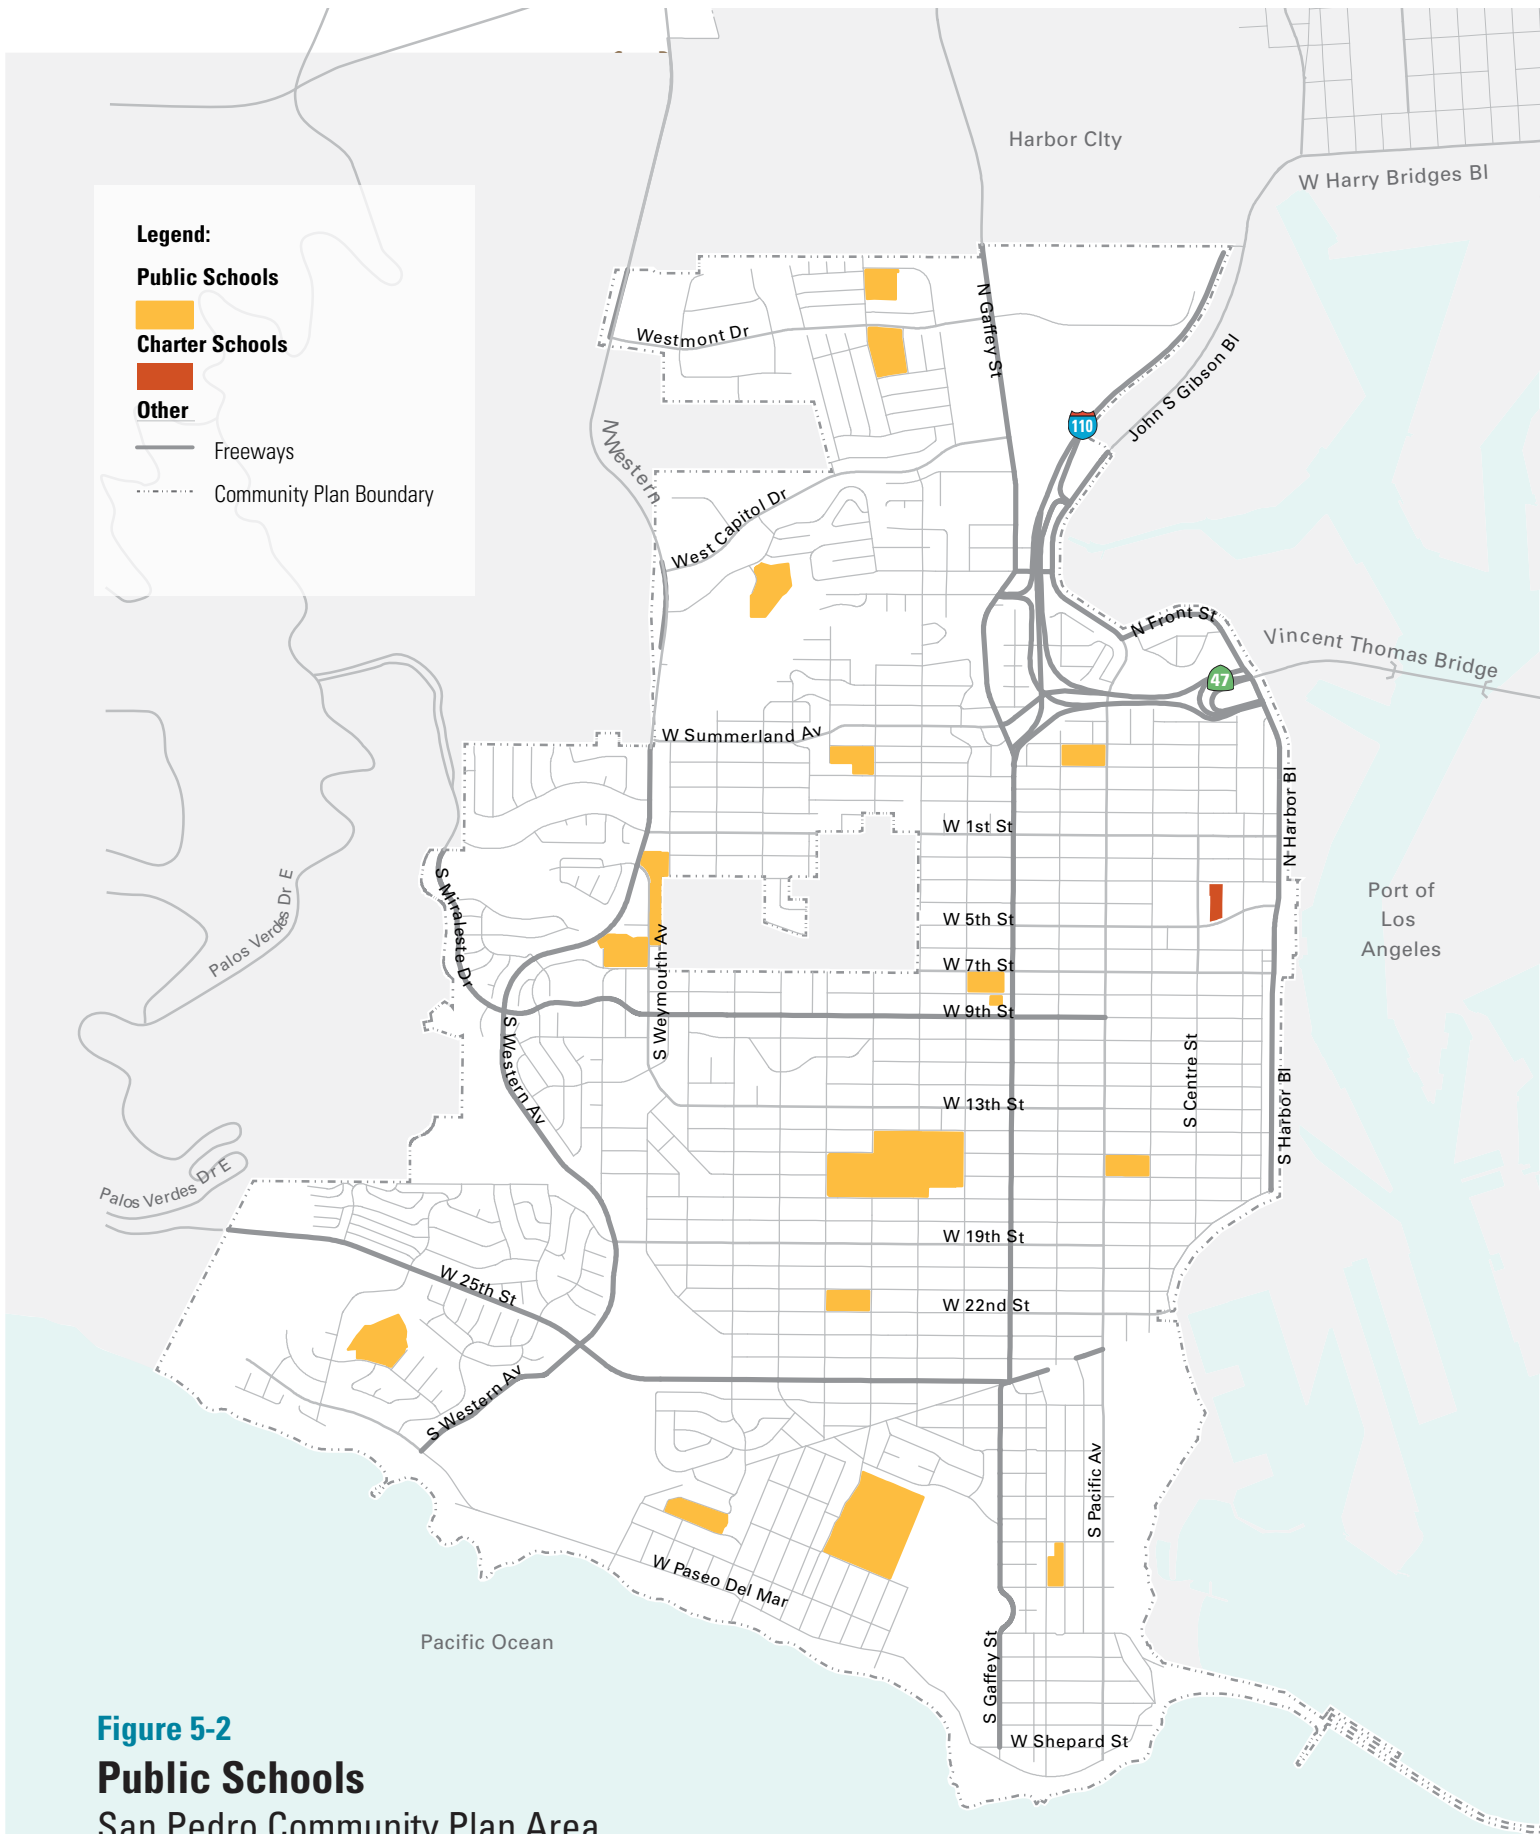 Harbor CIty
W Harry Bridges Bl
Legend:
Public Schools
Charter Schools
Other
Freeways
Community Plan Boundary
Westmont Dr
N Gaffey St
John S Gibson Bl
110
N Western
West Capitol Dr
N Front St
Vincent Thomas Bridge
47
W Summerland Av
N Harbor Bl
W 1st St
S Miraleste Dr
Palos Verdes Dr E
W 5th St
Port of
Los
Angeles
S Weymouth Av
W 7th St
W 9th St
S Western Av
S Centre St
S Harbor Bl
W 13th St
Palos Verdes Dr E
W 19th St
W 25th St
W 22nd St
S Western Av
S Pacific Av
W Paseo Del Mar
Pacific Ocean
S Gaffey St
W Shepard St
Figure 5-2
Public Schools
San Pedro Community Plan Area